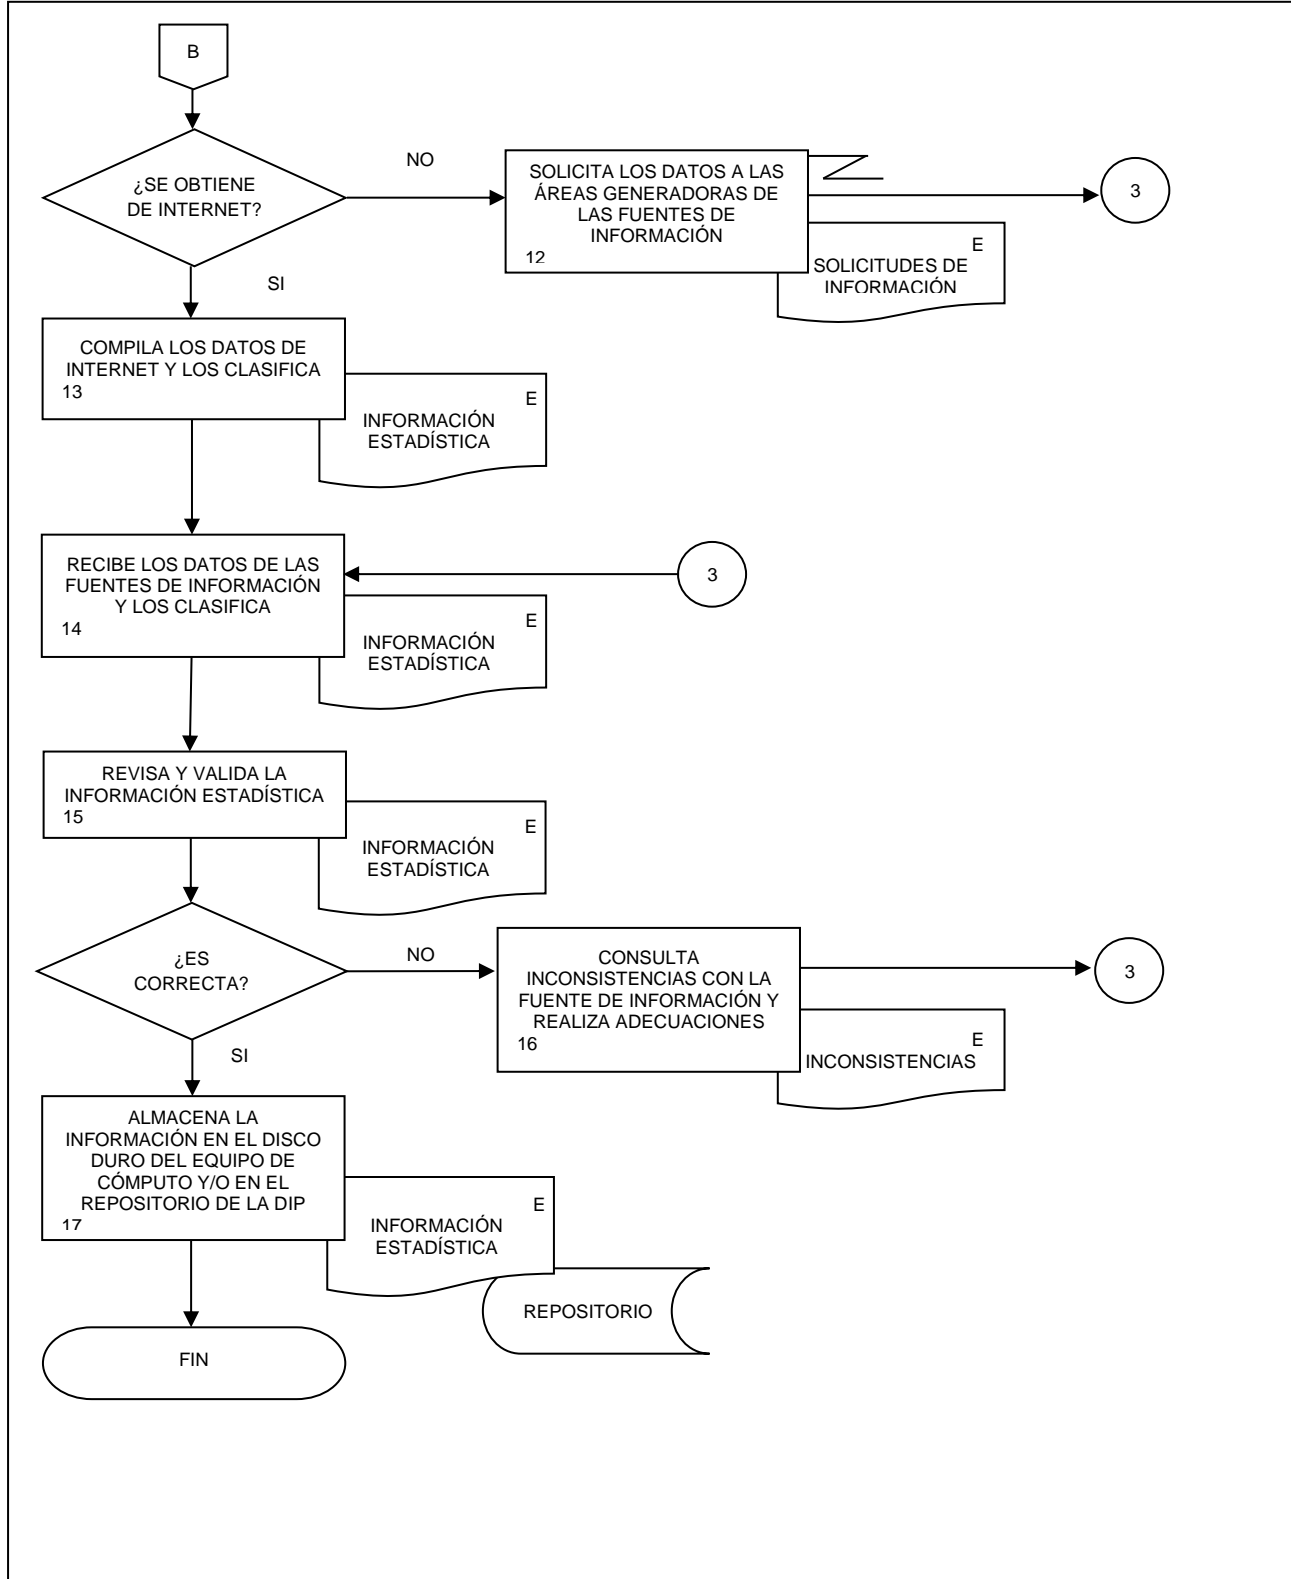 B
¿SE OBTIENE
DE INTERNET?
NO
SOLICITA LOS DATOS A LAS
ÁREAS GENERADORAS DE
LAS FUENTES DE
INFORMACIÓN
12
3
E
SOLICITUDES DE
INFORMACIÓN
SI
COMPILA LOS DATOS DE
INTERNET Y LOS CLASIFICA
13
E
INFORMACIÓN
ESTADÍSTICA
RECIBE LOS DATOS DE LAS
FUENTES DE INFORMACIÓN
Y LOS CLASIFICA
14
3
E
INFORMACIÓN
ESTADÍSTICA
REVISA Y VALIDA LA
INFORMACIÓN ESTADÍSTICA
15
E
INFORMACIÓN
ESTADÍSTICA
¿ES
CORRECTA?
NO
CONSULTA
INCONSISTENCIAS CON LA
FUENTE DE INFORMACIÓN Y
REALIZA ADECUACIONES
16
3
E
INCONSISTENCIAS
SI
ALMACENA LA
INFORMACIÓN EN EL DISCO
DURO DEL EQUIPO DE
CÓMPUTO Y/O EN EL
REPOSITORIO DE LA DIP
17
E
INFORMACIÓN
ESTADÍSTICA
REPOSITORIO
FIN